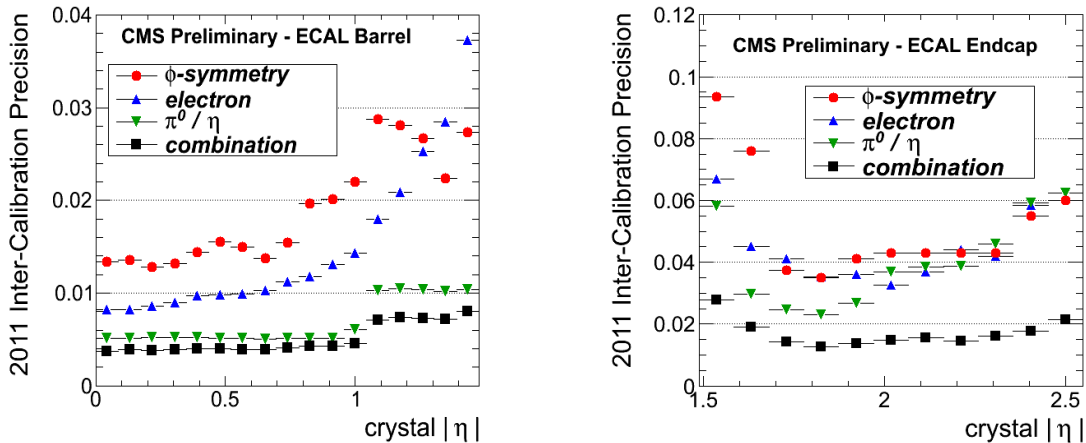 2011 Inter-Calibration Precision
0.04
0.03
0.02
0.01
0
CMS Preliminary - ECAL Barrel
ϕ-symmetry
electron
π⁰ / η
combination
0
0.5
1
crystal | η |
2011 Inter-Calibration Precision
0.12
0.1
0.08
0.06
0.04
0.02
0
CMS Preliminary - ECAL Endcap
ϕ-symmetry
electron
π⁰ / η
combination
1.5
2
2.5
crystal | η |